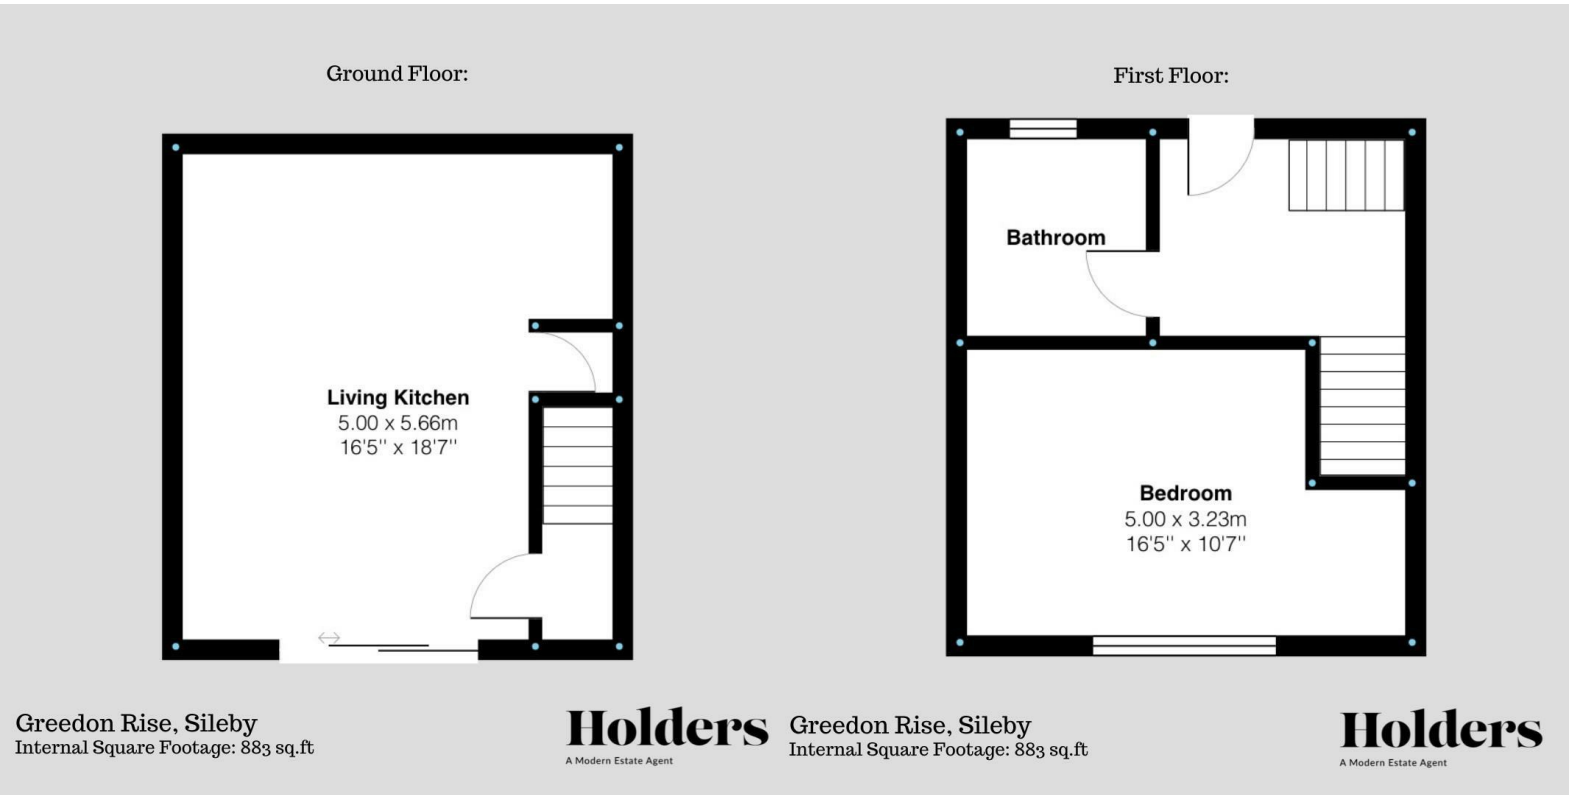 Ground Floor:
Living Kitchen
5.00 x 5.66m
16'5'' x 18'7''
Greedon Rise, Sileby
Internal Square Footage: 883 sq.ft
Holders
A Modern Estate Agent
First Floor:
Bathroom
Bedroom
5.00 x 3.23m
16'5'' x 10'7''
Greedon Rise, Sileby
Internal Square Footage: 883 sq.ft
Holders
A Modern Estate Agent